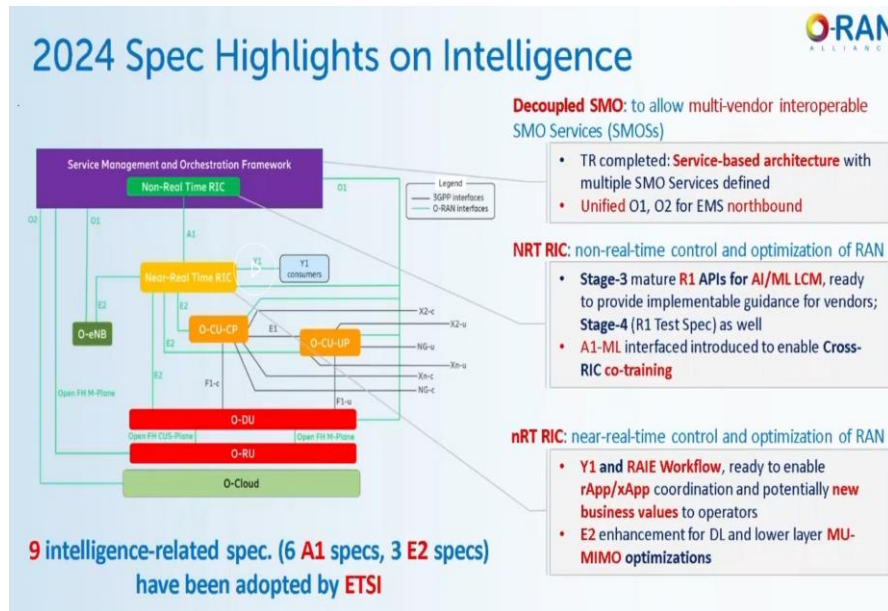 O-RAN
ALLIANCE
2024 Spec Highlights on Intelligence
Decoupled SMO: to allow multi-vendor interoperable
SMO Services (SMOSs)
• TR completed: Service-based architecture with
multiple SMO Services defined
• Unified O1, O2 for EMS northbound
NRT RIC: non-real-time control and optimization of RAN
• Stage-3 mature R1 APIs for AI/ML LCM, ready
to provide implementable guidance for vendors;
Stage-4 (R1 Test Spec) as well
• A1-ML interfaced introduced to enable Cross-
RIC co-training
nRT RIC: near-real-time control and optimization of RAN
• Y1 and RAIE Workflow, ready to enable
rApp/xApp coordination and potentially new
business values to operators
• E2 enhancement for DL and lower layer MU-
MIMO optimizations
Service Management and Orchestration Framework
Non-Real Time RIC
Legend
3GPP interfaces
O-RAN interfaces
O2
O1
A1
O1
Near-Real Time RIC
Y1
Y1
consumers
E2
E2
E2
E2
O-eNB
O-CU-CP
E1
O-CU-UP
X2-c
X2-u
NG-u
Xn-u
Xn-c
NG-c
F1-c
F1-u
Open FH M-Plane
O-DU
Open FH CUS-Plane
Open FH M-Plane
O-RU
O-Cloud
9 intelligence-related spec. (6 A1 specs, 3 E2 specs)
have been adopted by ETSI